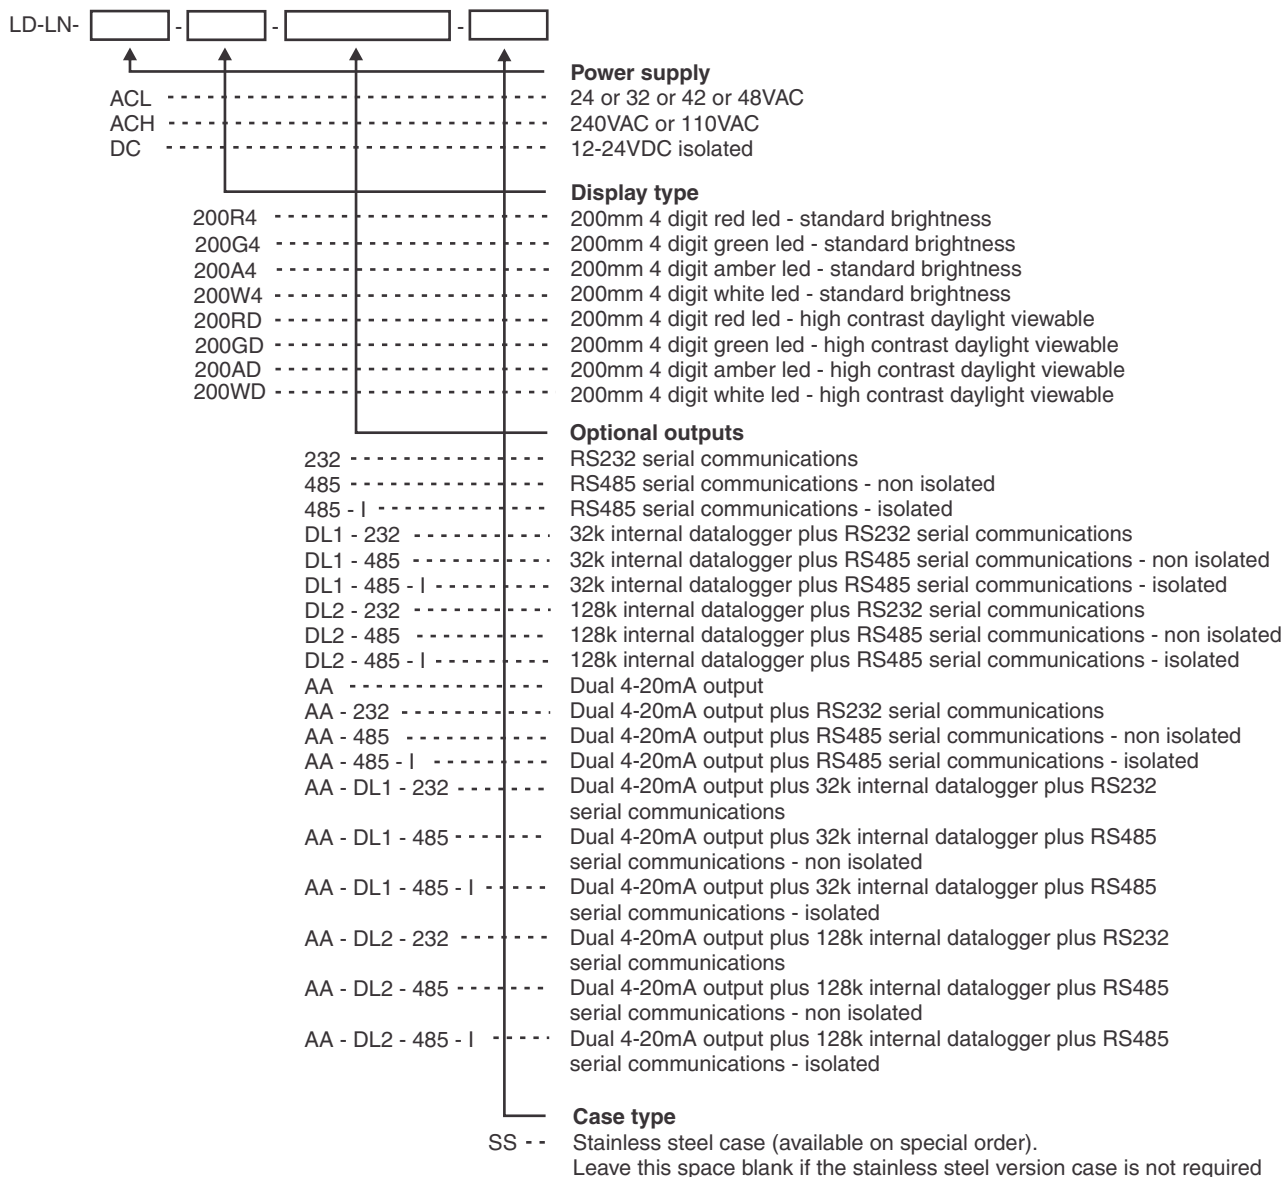 LD-LN- - - -
Power supply
ACL 24 or 32 or 42 or 48VAC
ACH 240VAC or 110VAC
DC 12-24VDC isolated
Display type
200R4 200mm 4 digit red led - standard brightness
200G4 200mm 4 digit green led - standard brightness
200A4 200mm 4 digit amber led - standard brightness
200W4 200mm 4 digit white led - standard brightness
200RD 200mm 4 digit red led - high contrast daylight viewable
200GD 200mm 4 digit green led - high contrast daylight viewable
200AD 200mm 4 digit amber led - high contrast daylight viewable
200WD 200mm 4 digit white led - high contrast daylight viewable
Optional outputs
232 RS232 serial communications
485 RS485 serial communications - non isolated
485 - I RS485 serial communications - isolated
DL1 - 232 32k internal datalogger plus RS232 serial communications
DL1 - 485 32k internal datalogger plus RS485 serial communications - non isolated
DL1 - 485 - I 32k internal datalogger plus RS485 serial communications - isolated
DL2 - 232 128k internal datalogger plus RS232 serial communications
DL2 - 485 128k internal datalogger plus RS485 serial communications - non isolated
DL2 - 485 - I 128k internal datalogger plus RS485 serial communications - isolated
AA Dual 4-20mA output
AA - 232 Dual 4-20mA output plus RS232 serial communications
AA - 485 Dual 4-20mA output plus RS485 serial communications - non isolated
AA - 485 - I Dual 4-20mA output plus RS485 serial communications - isolated
AA - DL1 - 232 Dual 4-20mA output plus 32k internal datalogger plus RS232
serial communications
AA - DL1 - 485 Dual 4-20mA output plus 32k internal datalogger plus RS485
serial communications - non isolated
AA - DL1 - 485 - I Dual 4-20mA output plus 32k internal datalogger plus RS485
serial communications - isolated
AA - DL2 - 232 Dual 4-20mA output plus 128k internal datalogger plus RS232
serial communications
AA - DL2 - 485 Dual 4-20mA output plus 128k internal datalogger plus RS485
serial communications - non isolated
AA - DL2 - 485 - I Dual 4-20mA output plus 128k internal datalogger plus RS485
serial communications - isolated
Case type
SS Stainless steel case (available on special order).
Leave this space blank if the stainless steel version case is not required